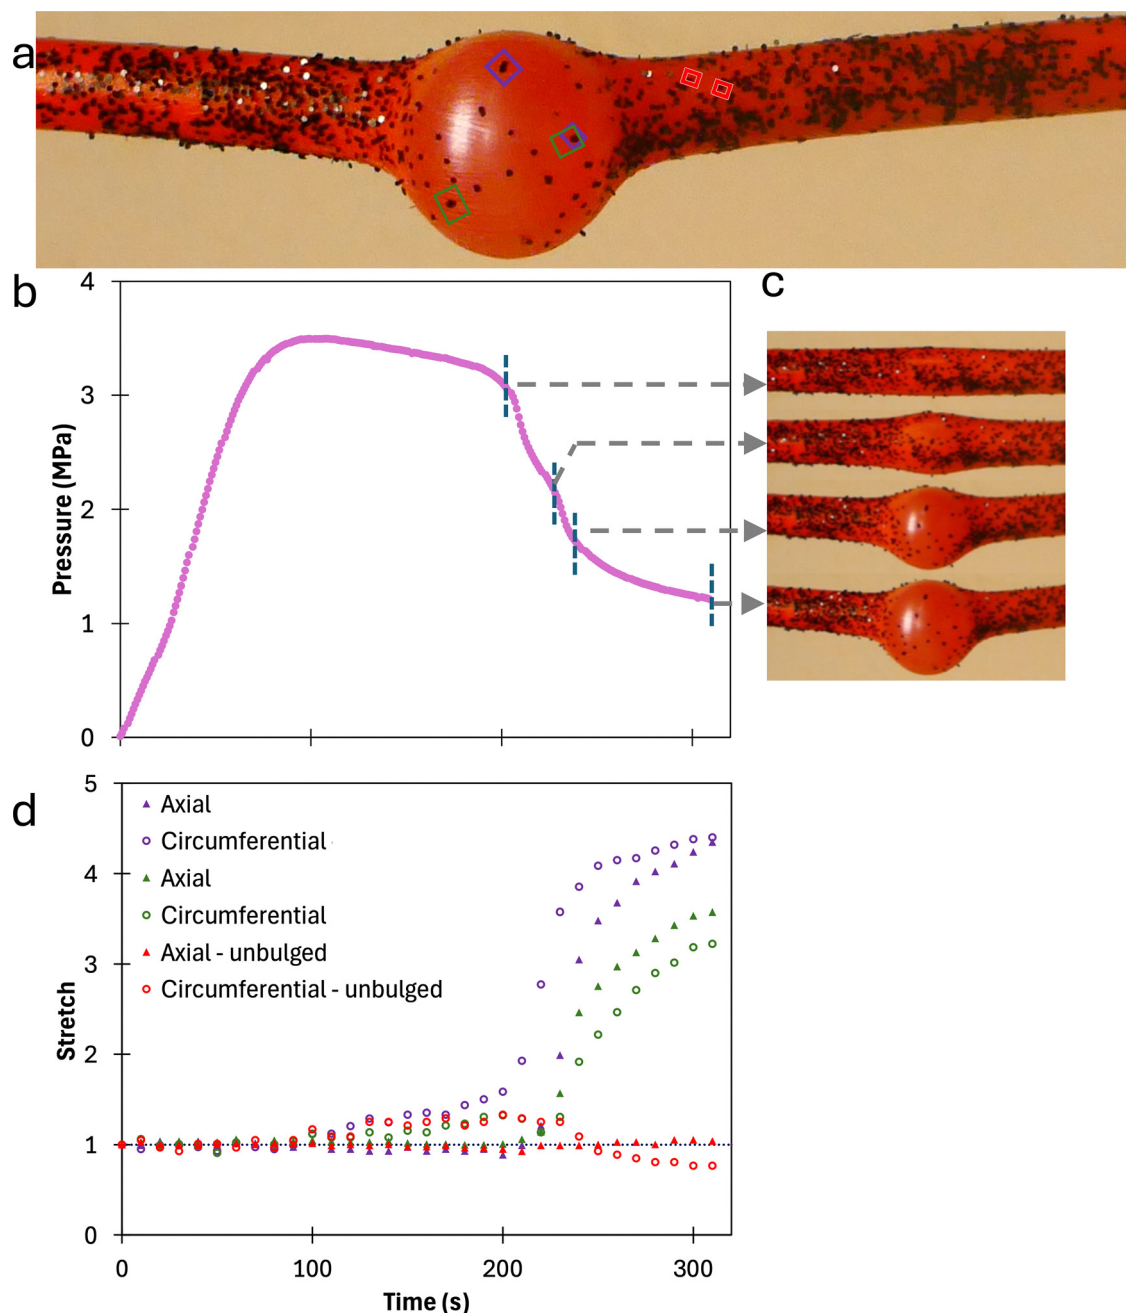 a
b
c
4
3
2
1
0
Pressure (MPa)
d
5
4
3
2
1
0
Axial
Circumferential
Axial
Circumferential
Axial - unbulged
Circumferential - unbulged
Stretch
0
100
200
300
Time (s)